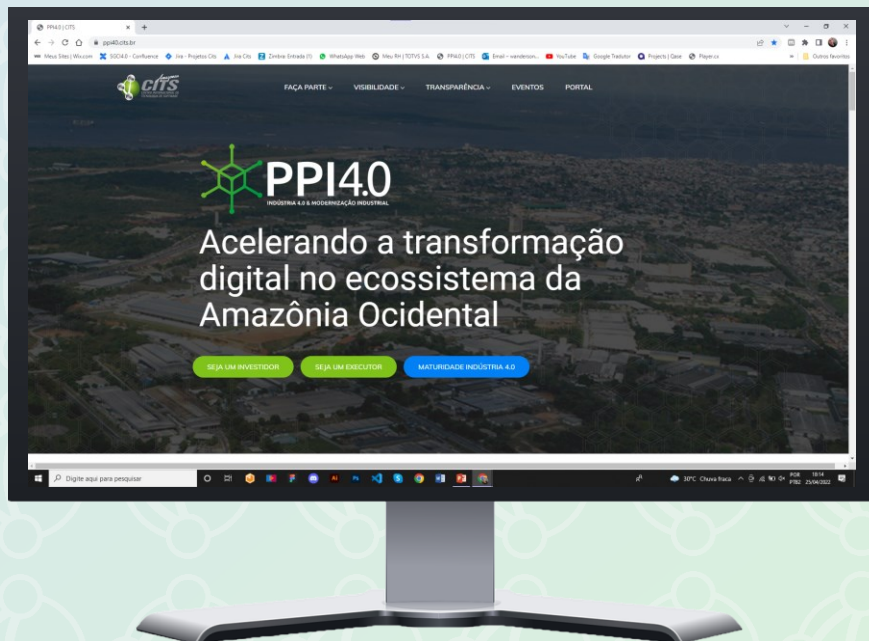 PPI4.0 | CITS
ppi40.cits.br
Meus Sites | Wix.com
SGD4.0 - Confluence
Jira - Projetos Cits
Jira Cits
Zimbra: Entrada (1)
WhatsApp Web
Meu RH | TOTVS S.A.
PPI4.0 | CITS
Email – wanderson...
YouTube
Google Tradutor
Projects | Qase
Outros favoritos
cits
FAÇA PARTE
VISIBILIDADE
TRANSPARÊNCIA
EVENTOS
PORTAL
PPI4.0
INDÚSTRIA 4.0 & MODERNIZAÇÃO INDUSTRIAL
Acelerando a transformação
digital no ecossistema da
Amazônia Ocidental
SEJA UM INVESTIDOR
SEJA UM EXECUTOR
MATURIDADE INDÚSTRIA 4.0
Digite aqui para pesquisar
30°C Chuva fraca
POR
PTB2
18:14
25/04/2022